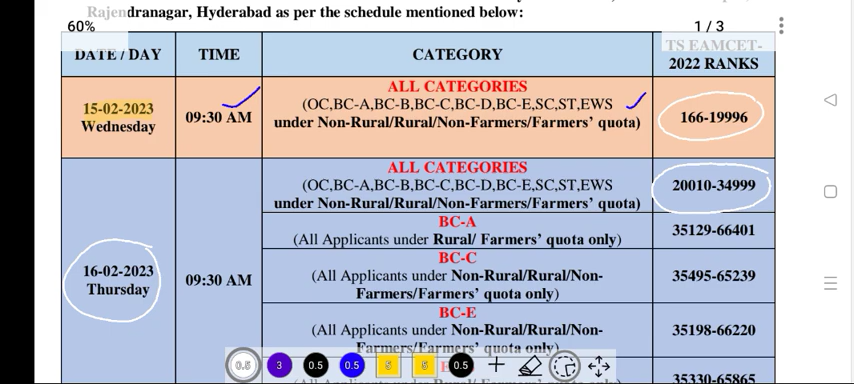 Rajendranagar, Hyderabad as per the schedule mentioned below:
60%
1 / 3
DATE / DAY TIME CATEGORY TS EAMCET-2022 RANKS
15-02-2023
Wednesday
09:30 AM
ALL CATEGORIES
(OC,BC-A,BC-B,BC-C,BC-D,BC-E,SC,ST,EWS
under Non-Rural/Rural/Non-Farmers/Farmers' quota)
166-19996
16-02-2023
Thursday
09:30 AM
ALL CATEGORIES
(OC,BC-A,BC-B,BC-C,BC-D,BC-E,SC,ST,EWS
under Non-Rural/Rural/Non-Farmers/Farmers' quota)
20010-34999
BC-A
(All Applicants under Rural/ Farmers' quota only)
35129-66401
BC-C
(All Applicants under Non-Rural/Rural/Non-
Farmers/Farmers' quota only)
35495-65239
BC-E
(All Applicants under Non-Rural/Rural/Non-
Farmers/Farmers' quota only)
35198-66220
35330-65865
0.5 3 0.5 0.5 5 5 0.5